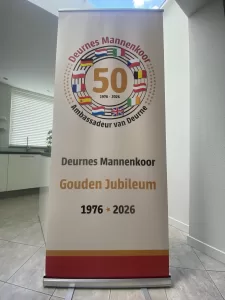 Deurnes Mannenkoor
50
1976 - 2026
Ambassadeur van Deurne
Deurnes Mannenkoor
Gouden Jubileum
1976 • 2026